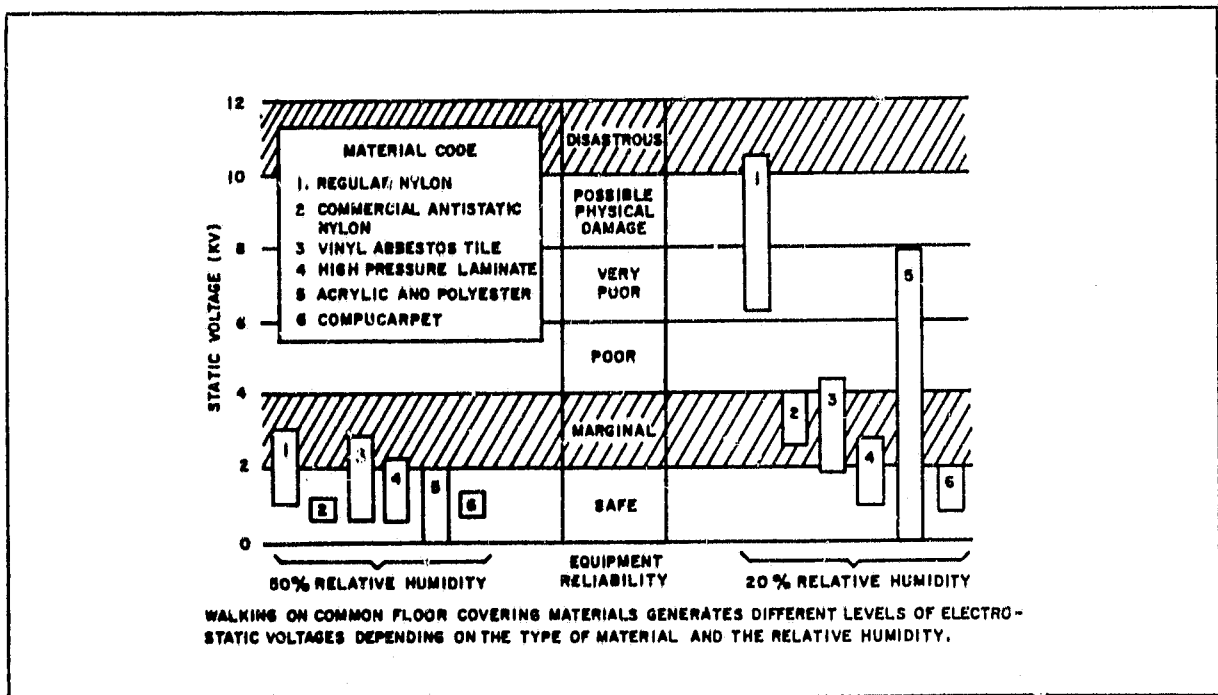 12
10
8
6
4
2
0
STATIC VOLTAGE (KV)
MATERIAL CODE
1. REGULAR NYLON
2 COMMERCIAL ANTISTATIC
NYLON
3 VINYL ASBESTOS TILE
4 HIGH PRESSURE LAMINATE
5 ACRYLIC AND POLYESTER
6 COMPUCARPET
DISASTROUS
POSSIBLE
PHYSICAL
DAMAGE
VERY
POOR
POOR
MARGINAL
SAFE
1
2
3
4
5
6
1
2
3
4
5
6
50% RELATIVE HUMIDITY
EQUIPMENT
RELIABILITY
20% RELATIVE HUMIDITY
WALKING ON COMMON FLOOR COVERING MATERIALS GENERATES DIFFERENT LEVELS OF ELECTRO-
STATIC VOLTAGES DEPENDING ON THE TYPE OF MATERIAL AND THE RELATIVE HUMIDITY.